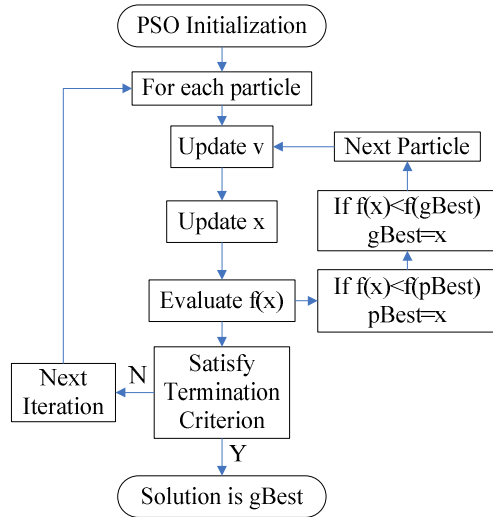 PSO Initialization
For each particle
Update v
Next Particle
Update x
If f(x)<f(gBest)
gBest=x
Evaluate f(x)
If f(x)<f(pBest)
pBest=x
Satisfy
Termination
Criterion
N
Next
Iteration
Y
Solution is gBest